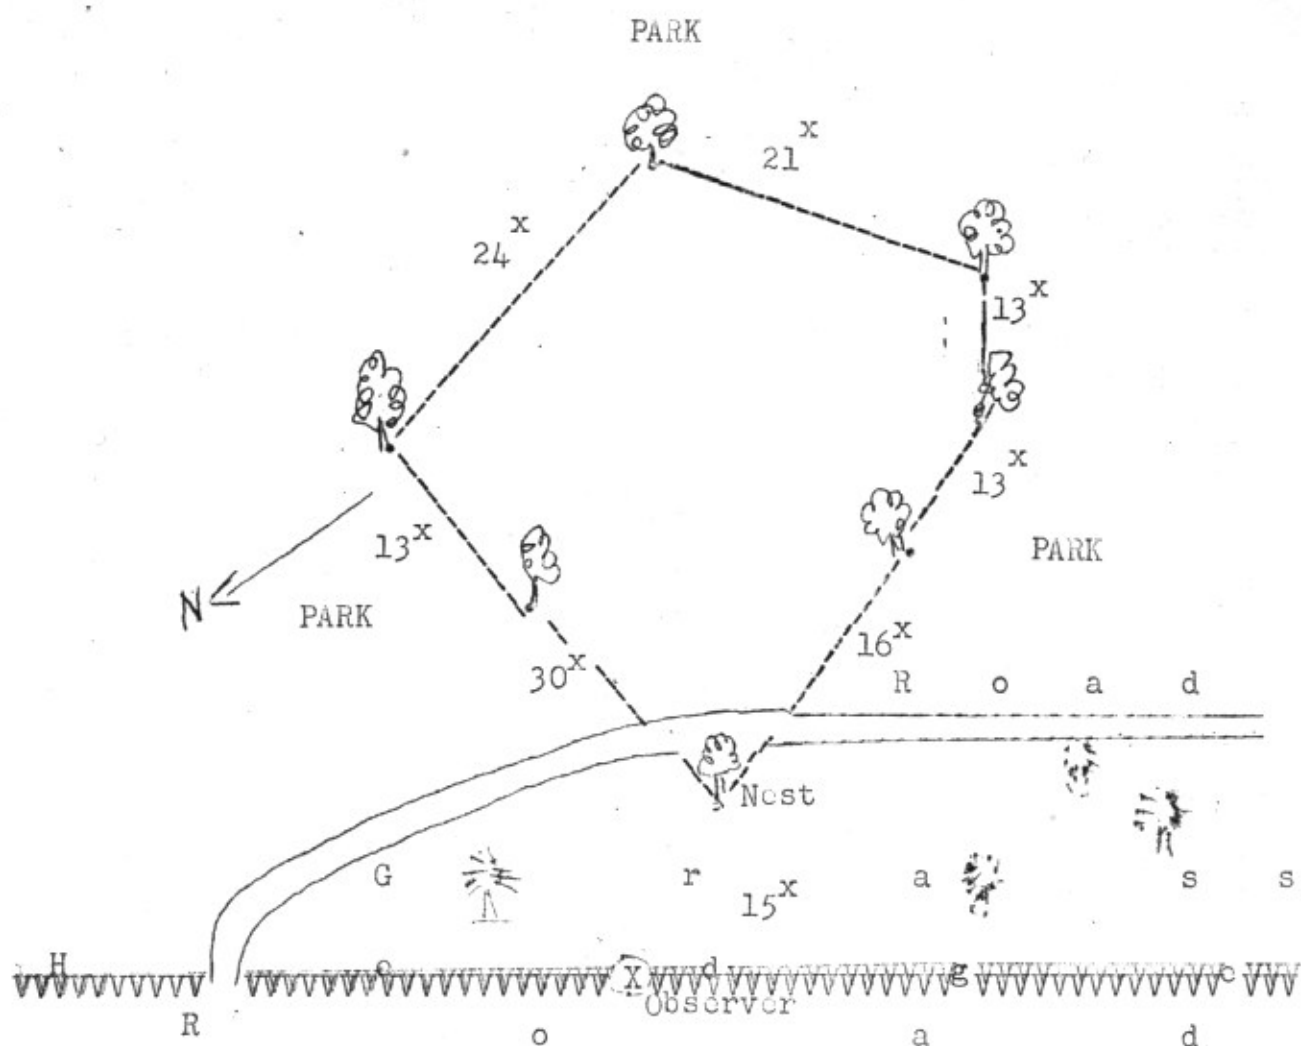 PARK
21x
24x
13x
13x
13x
PARK
N
PARK
16x
30x
R o a d
Nest
G r a s s
15x
H e d g e
X
Observer
R o a d